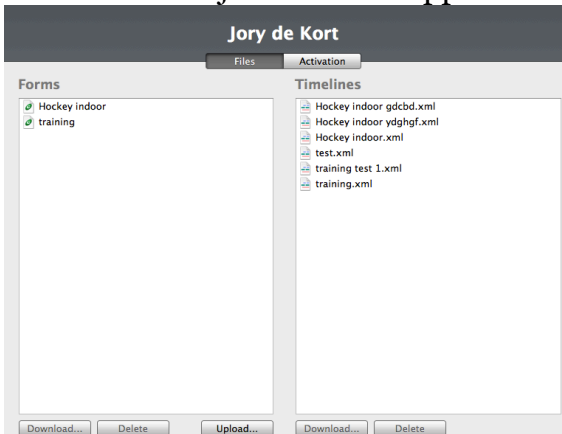 Jory de Kort
Files Activation
Forms
Hockey indoor
training
Download... Delete Upload...
Timelines
Hockey indoor gdcbd.xml
Hockey indoor ydghgf.xml
Hockey indoor.xml
test.xml
training test 1.xml
training.xml
Download... Delete